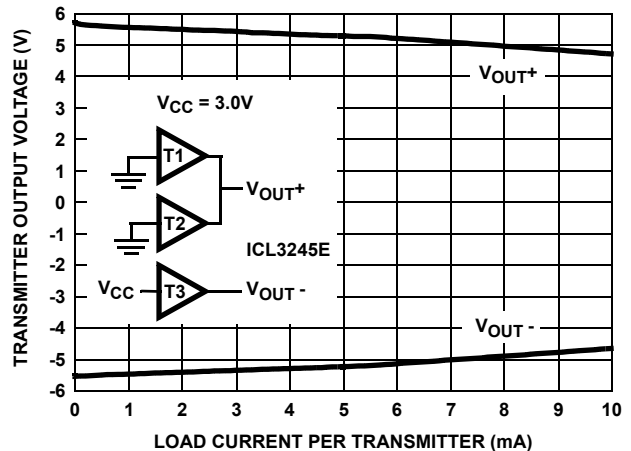 TRANSMITTER OUTPUT VOLTAGE (V)
6
5
4
3
2
1
0
-1
-2
-3
-4
-5
-6
VOUT+
VCC = 3.0V
T1
VOUT+
T2
ICL3245E
VCC
T3
VOUT -
VOUT -
0 1 2 3 4 5 6 7 8 9 10
LOAD CURRENT PER TRANSMITTER (mA)